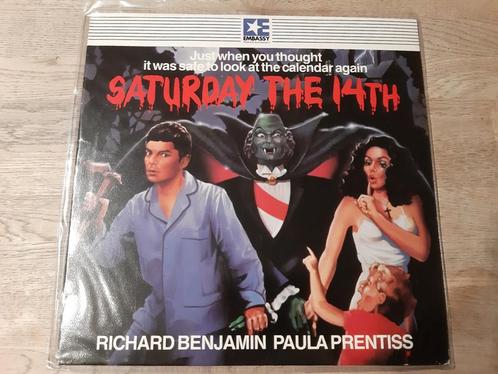 EMBASSY
Just when you thought
it was safe to look at the calendar again
SATURDAY THE 14TH
RICHARD BENJAMIN PAULA PRENTISS